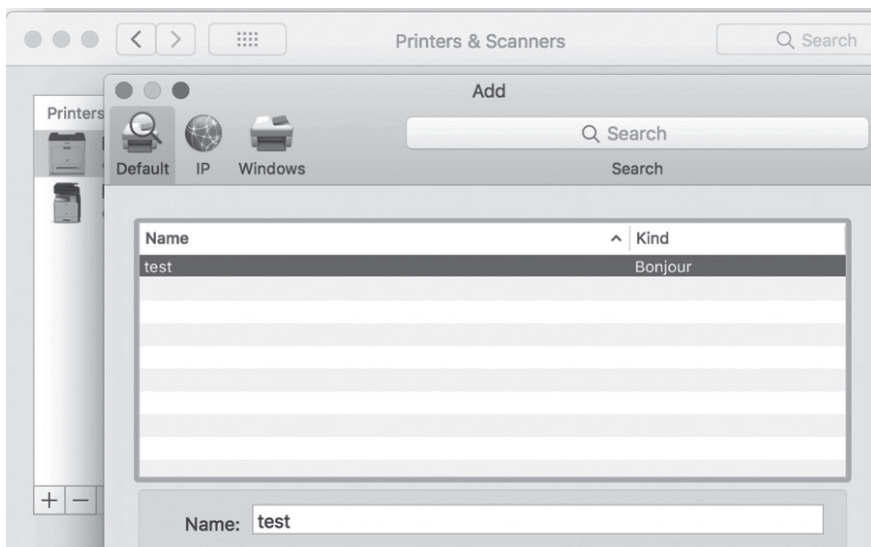 Printers & Scanners
Search
Add
Printers
Search
Default
IP
Windows
Search
Name
Kind
test
Bonjour
Name:
test